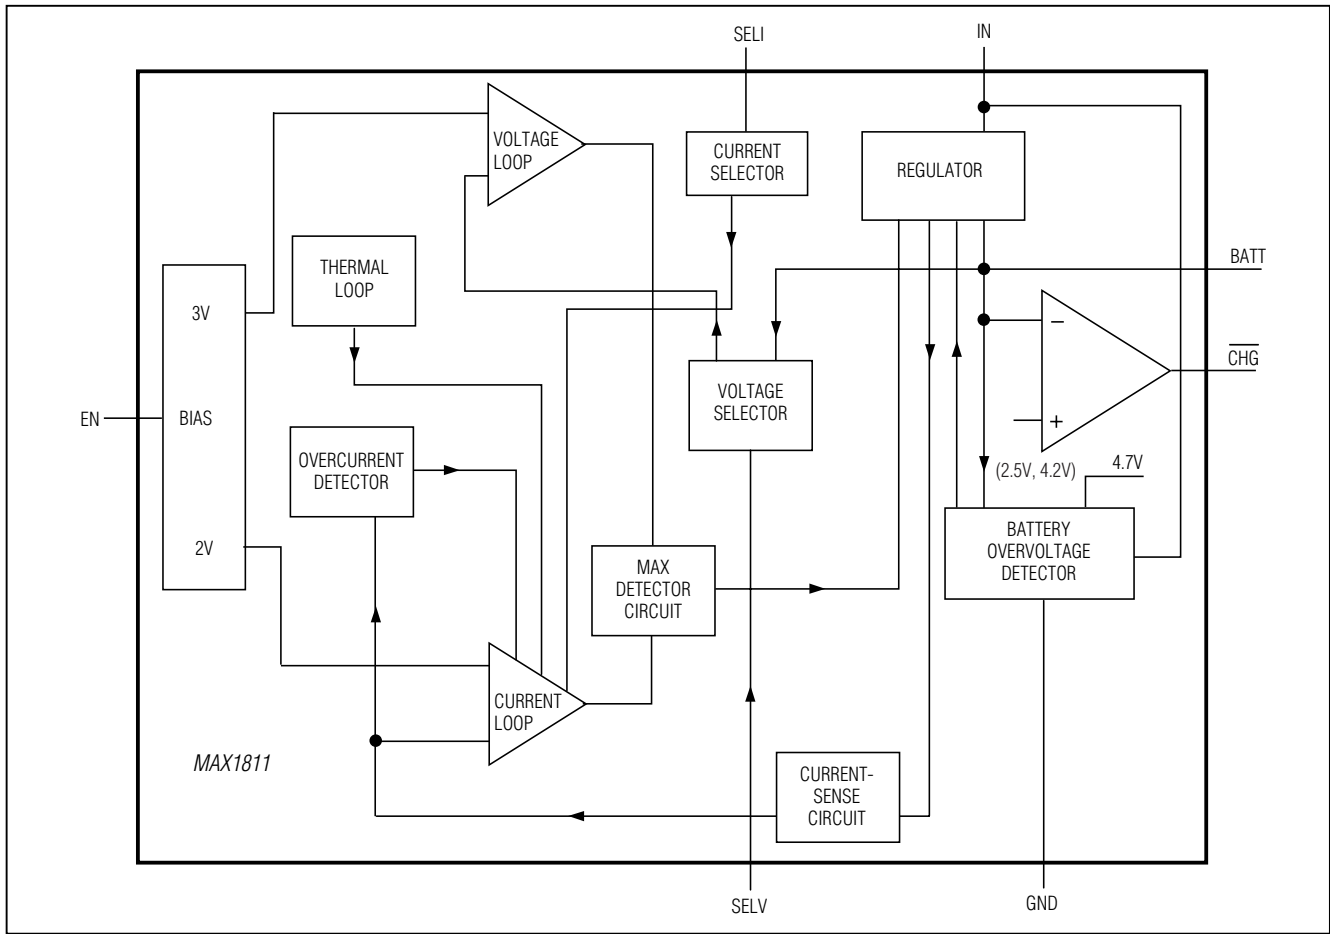 SELI
IN
VOLTAGE
LOOP
CURRENT
SELECTOR
REGULATOR
THERMAL
LOOP
BATT
3V
CHG
EN
BIAS
VOLTAGE
SELECTOR
−
+
OVERCURRENT
DETECTOR
(2.5V, 4.2V)
4.7V
2V
BATTERY
OVERVOLTAGE
DETECTOR
MAX
DETECTOR
CIRCUIT
CURRENT
LOOP
MAX1811
CURRENT-
SENSE
CIRCUIT
SELV
GND